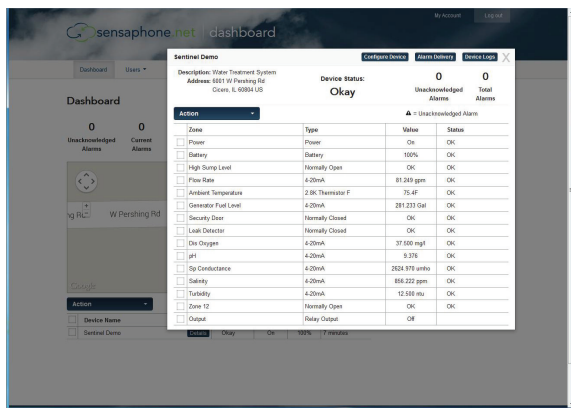 My Account Log out
sensaphone.net | dashboard
Dashboard Users
Dashboard
0 0
Unacknowledged Alarms Current Alarms
W Pershing Rd
Google
Action
Device Name
Sentinel Demo Details Okay On 100% 7 minutes
Sentinel Demo Configure Device Alarm Delivery Device Logs X
Description: Water Treatment System
Address: 6001 W Pershing Rd
Cicero, IL 60804 US
Device Status:
Okay
0 0
Unacknowledged Alarms Total Alarms
Action
= Unacknowledged Alarm
Zone Type Value Status
Power Power On OK
Battery Battery 100% OK
High Sump Level Normally Open OK OK
Flow Rate 4-20mA 81.249 gpm OK
Ambient Temperature 2.8K Thermistor F 75.4F OK
Generator Fuel Level 4-20mA 281.233 Gal OK
Security Door Normally Closed OK OK
Leak Detector Normally Closed OK OK
Dis Oxygen 4-20mA 37.500 mg/l OK
pH 4-20mA 9.376 OK
Sp Conductance 4-20mA 2624.970 umho OK
Salinity 4-20mA 856.222 ppm OK
Turbidity 4-20mA 12.500 ntu OK
Zone 12 Normally Open OK OK
Output Relay Output Off